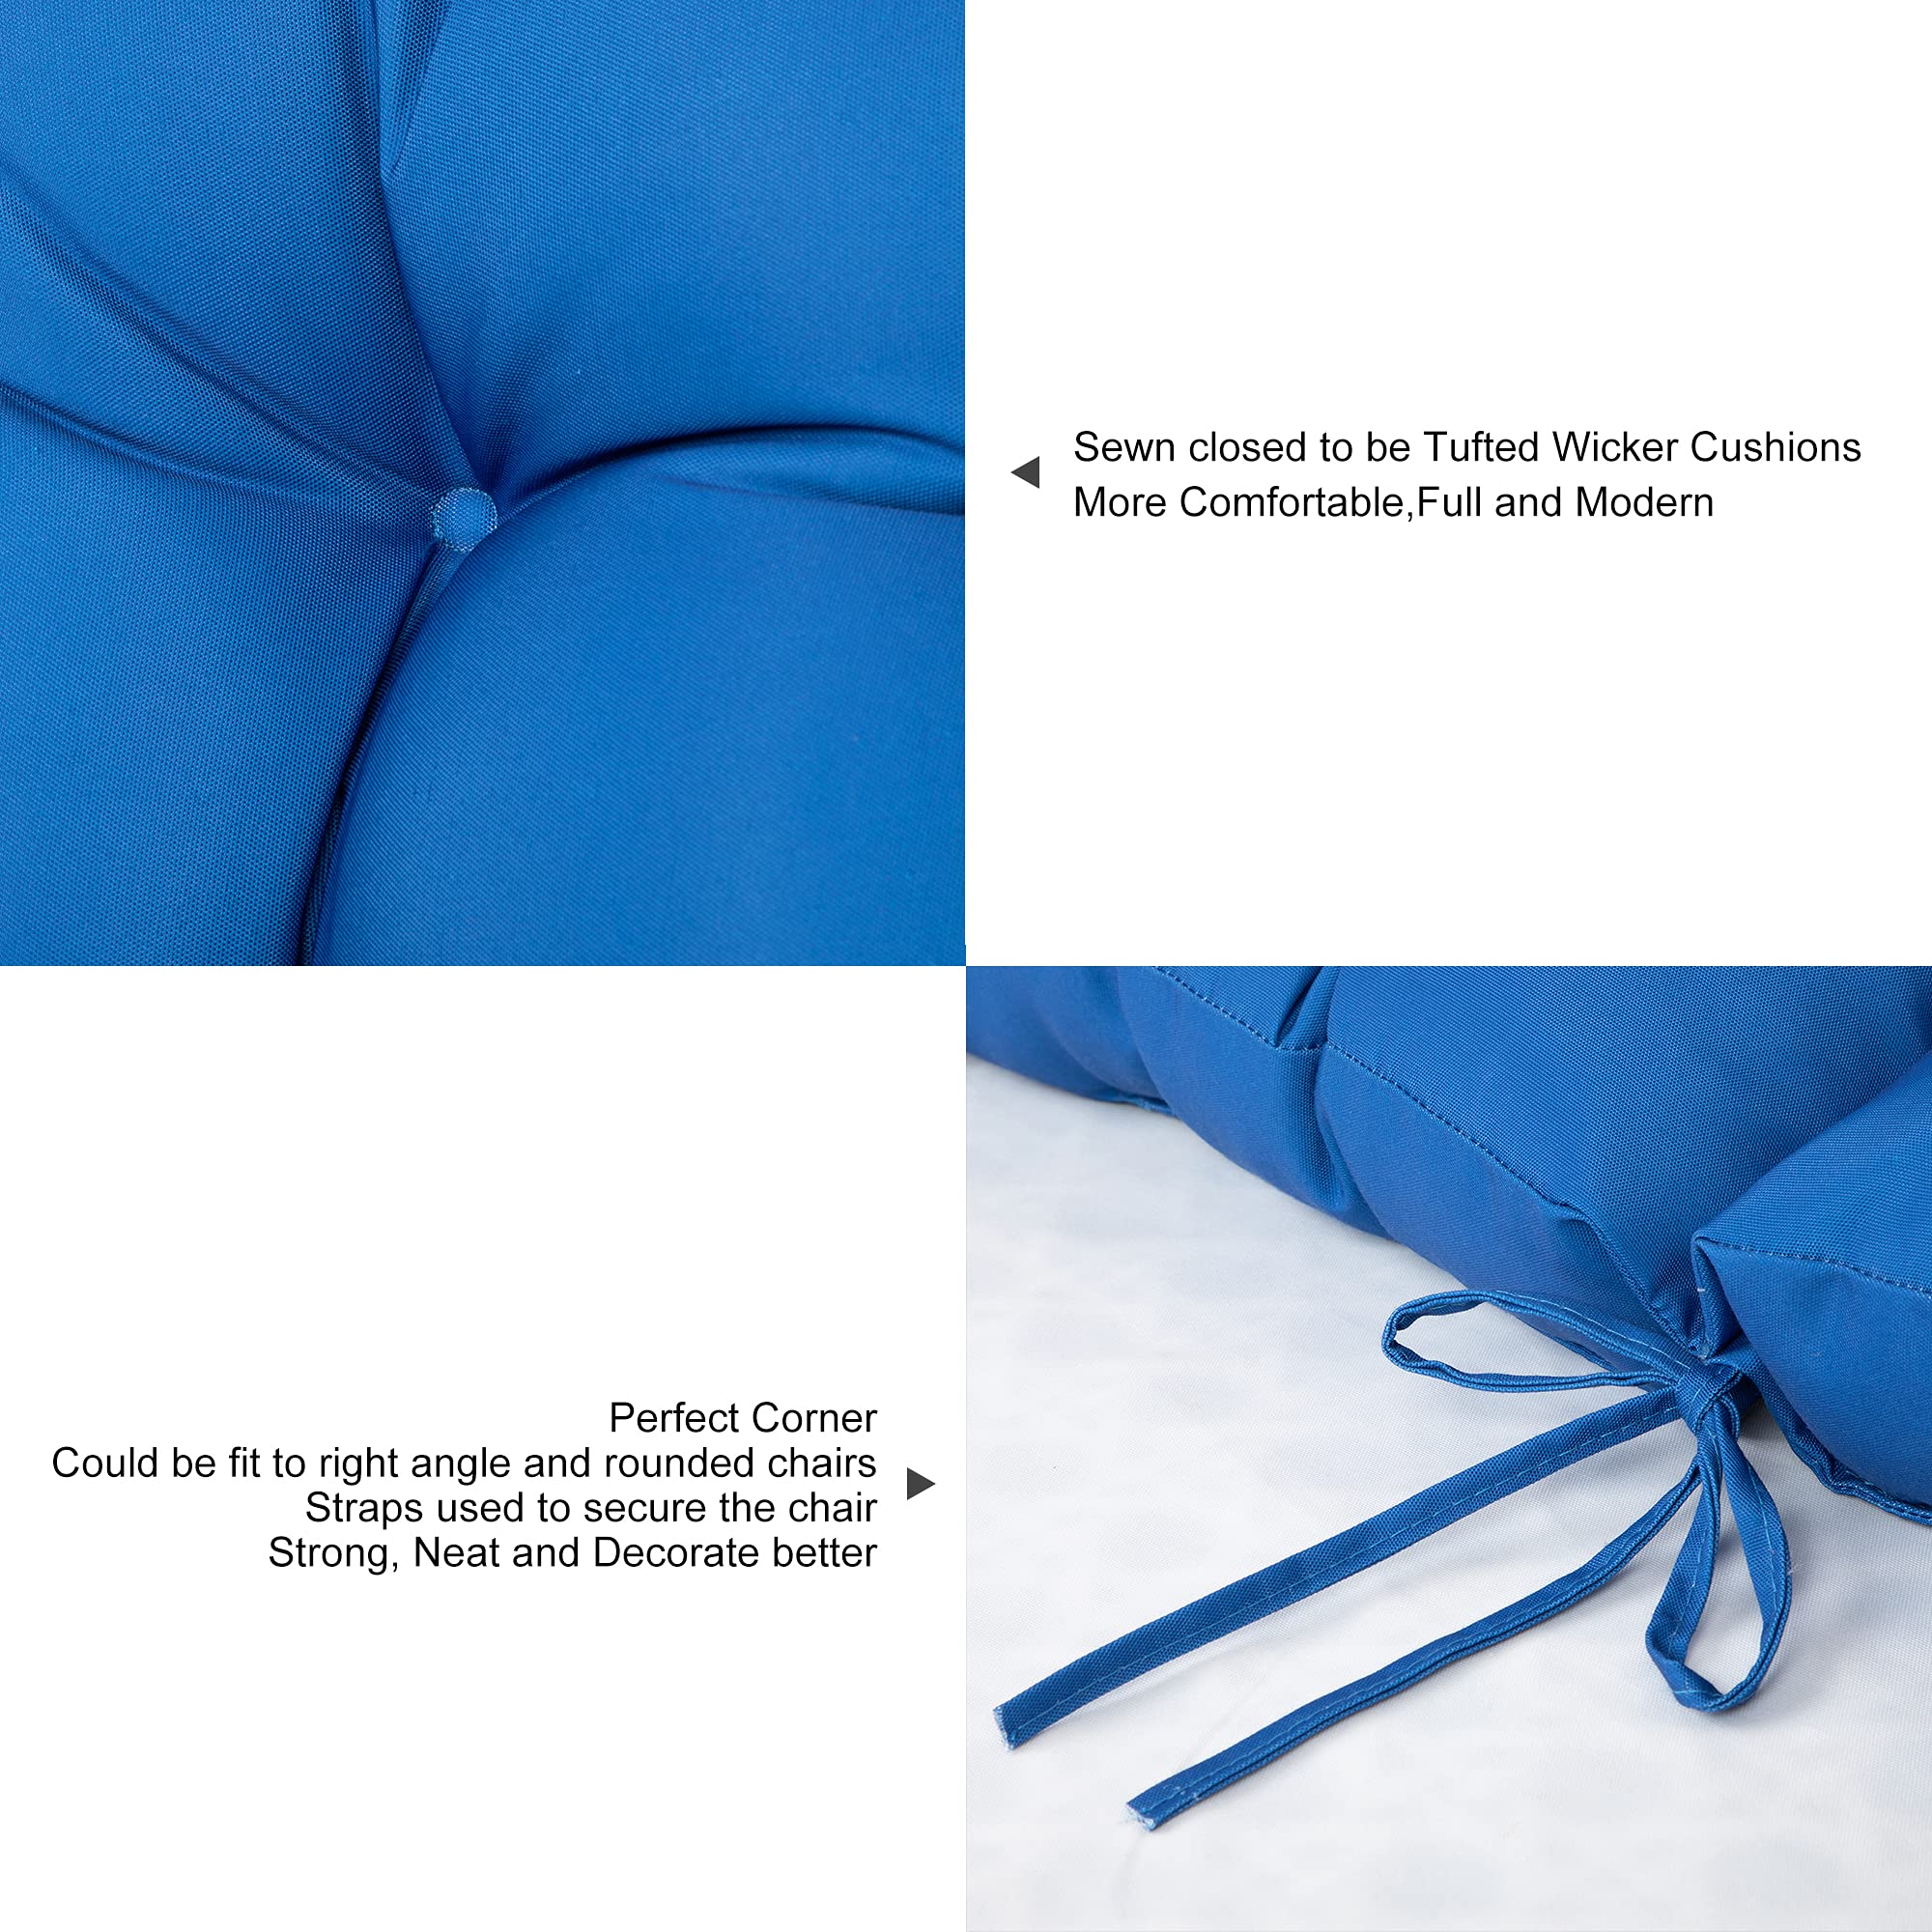 Sewn closed to be Tufted Wicker Cushions
More Comfortable,Full and Modern
Perfect Corner
Could be fit to right angle and rounded chairs
Straps used to secure the chair
Strong, Neat and Decorate better